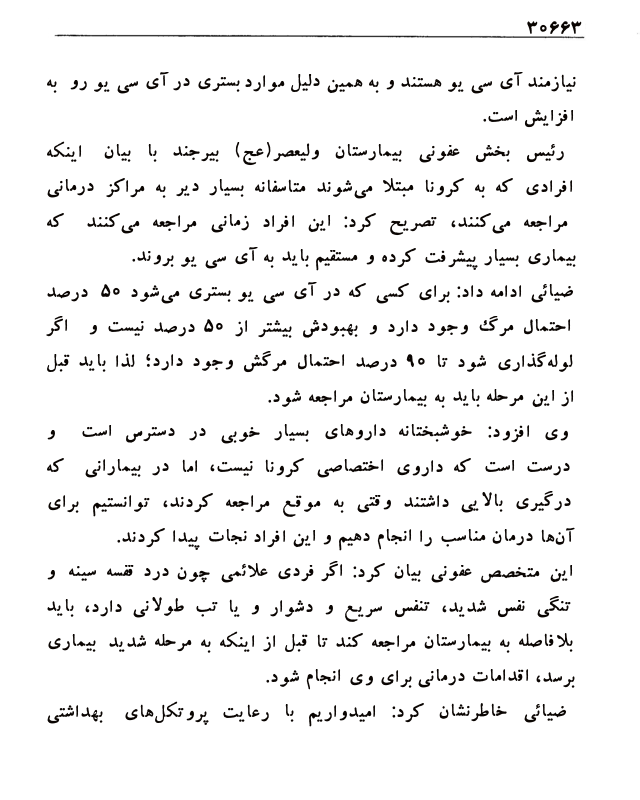 ۳۰۶۶۳
نیازمند آی سی یو هستند و به همین دلیل موارد بستری در آی سی یو رو به
افزایش است.
رئیس بخش عفونی بیمارستان ولیعصر(عج) بیرجند با بیان اینکه
افرادی که به کرونا مبتلا می‌شوند متاسفانه بسیار دیر به مراکز درمانی
مراجعه می‌کنند، تصریح کرد: این افراد زمانی مراجعه می‌کنند که
بیماری بسیار پیشرفت کرده و مستقیم باید به آی سی یو بروند.
ضیائی ادامه داد: برای کسی که در آی سی یو بستری می‌شود ۵۰ درصد
احتمال مرگ وجود دارد و بهبودش بیشتر از ۵۰ درصد نیست و اگر
لوله‌گذاری شود تا ۹۰ درصد احتمال مرگش وجود دارد؛ لذا باید قبل
از این مرحله باید به بیمارستان مراجعه شود.
وی افزود: خوشبختانه داروهای بسیار خوبی در دسترس است و
درست است که داروی اختصاصی کرونا نیست، اما در بیمارانی که
درگیری بالایی داشتند وقتی به موقع مراجعه کردند، توانستیم برای
آن‌ها درمان مناسب را انجام دهیم و این افراد نجات پیدا کردند.
این متخصص عفونی بیان کرد: اگر فردی علائمی چون درد قفسه سینه و
تنگی نفس شدید، تنفس سریع و دشوار و یا تب طولانی دارد، باید
بلافاصله به بیمارستان مراجعه کند تا قبل از اینکه به مرحله شدید بیماری
برسد، اقدامات درمانی برای وی انجام شود.
ضیائی خاطرنشان کرد: امیدواریم با رعایت پروتکل‌های بهداشتی